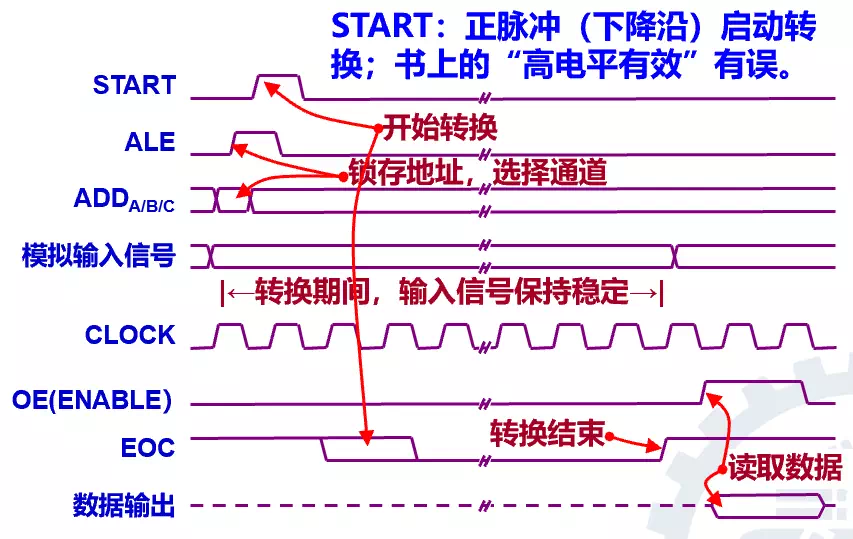 START：正脉冲（下降沿）启动转
换；书上的“高电平有效”有误。
START
开始转换
ALE
锁存地址，选择通道
ADDA/B/C
模拟输入信号
|←转换期间，输入信号保持稳定→|
CLOCK
OE(ENABLE）
转换结束
EOC
读取数据
数据输出